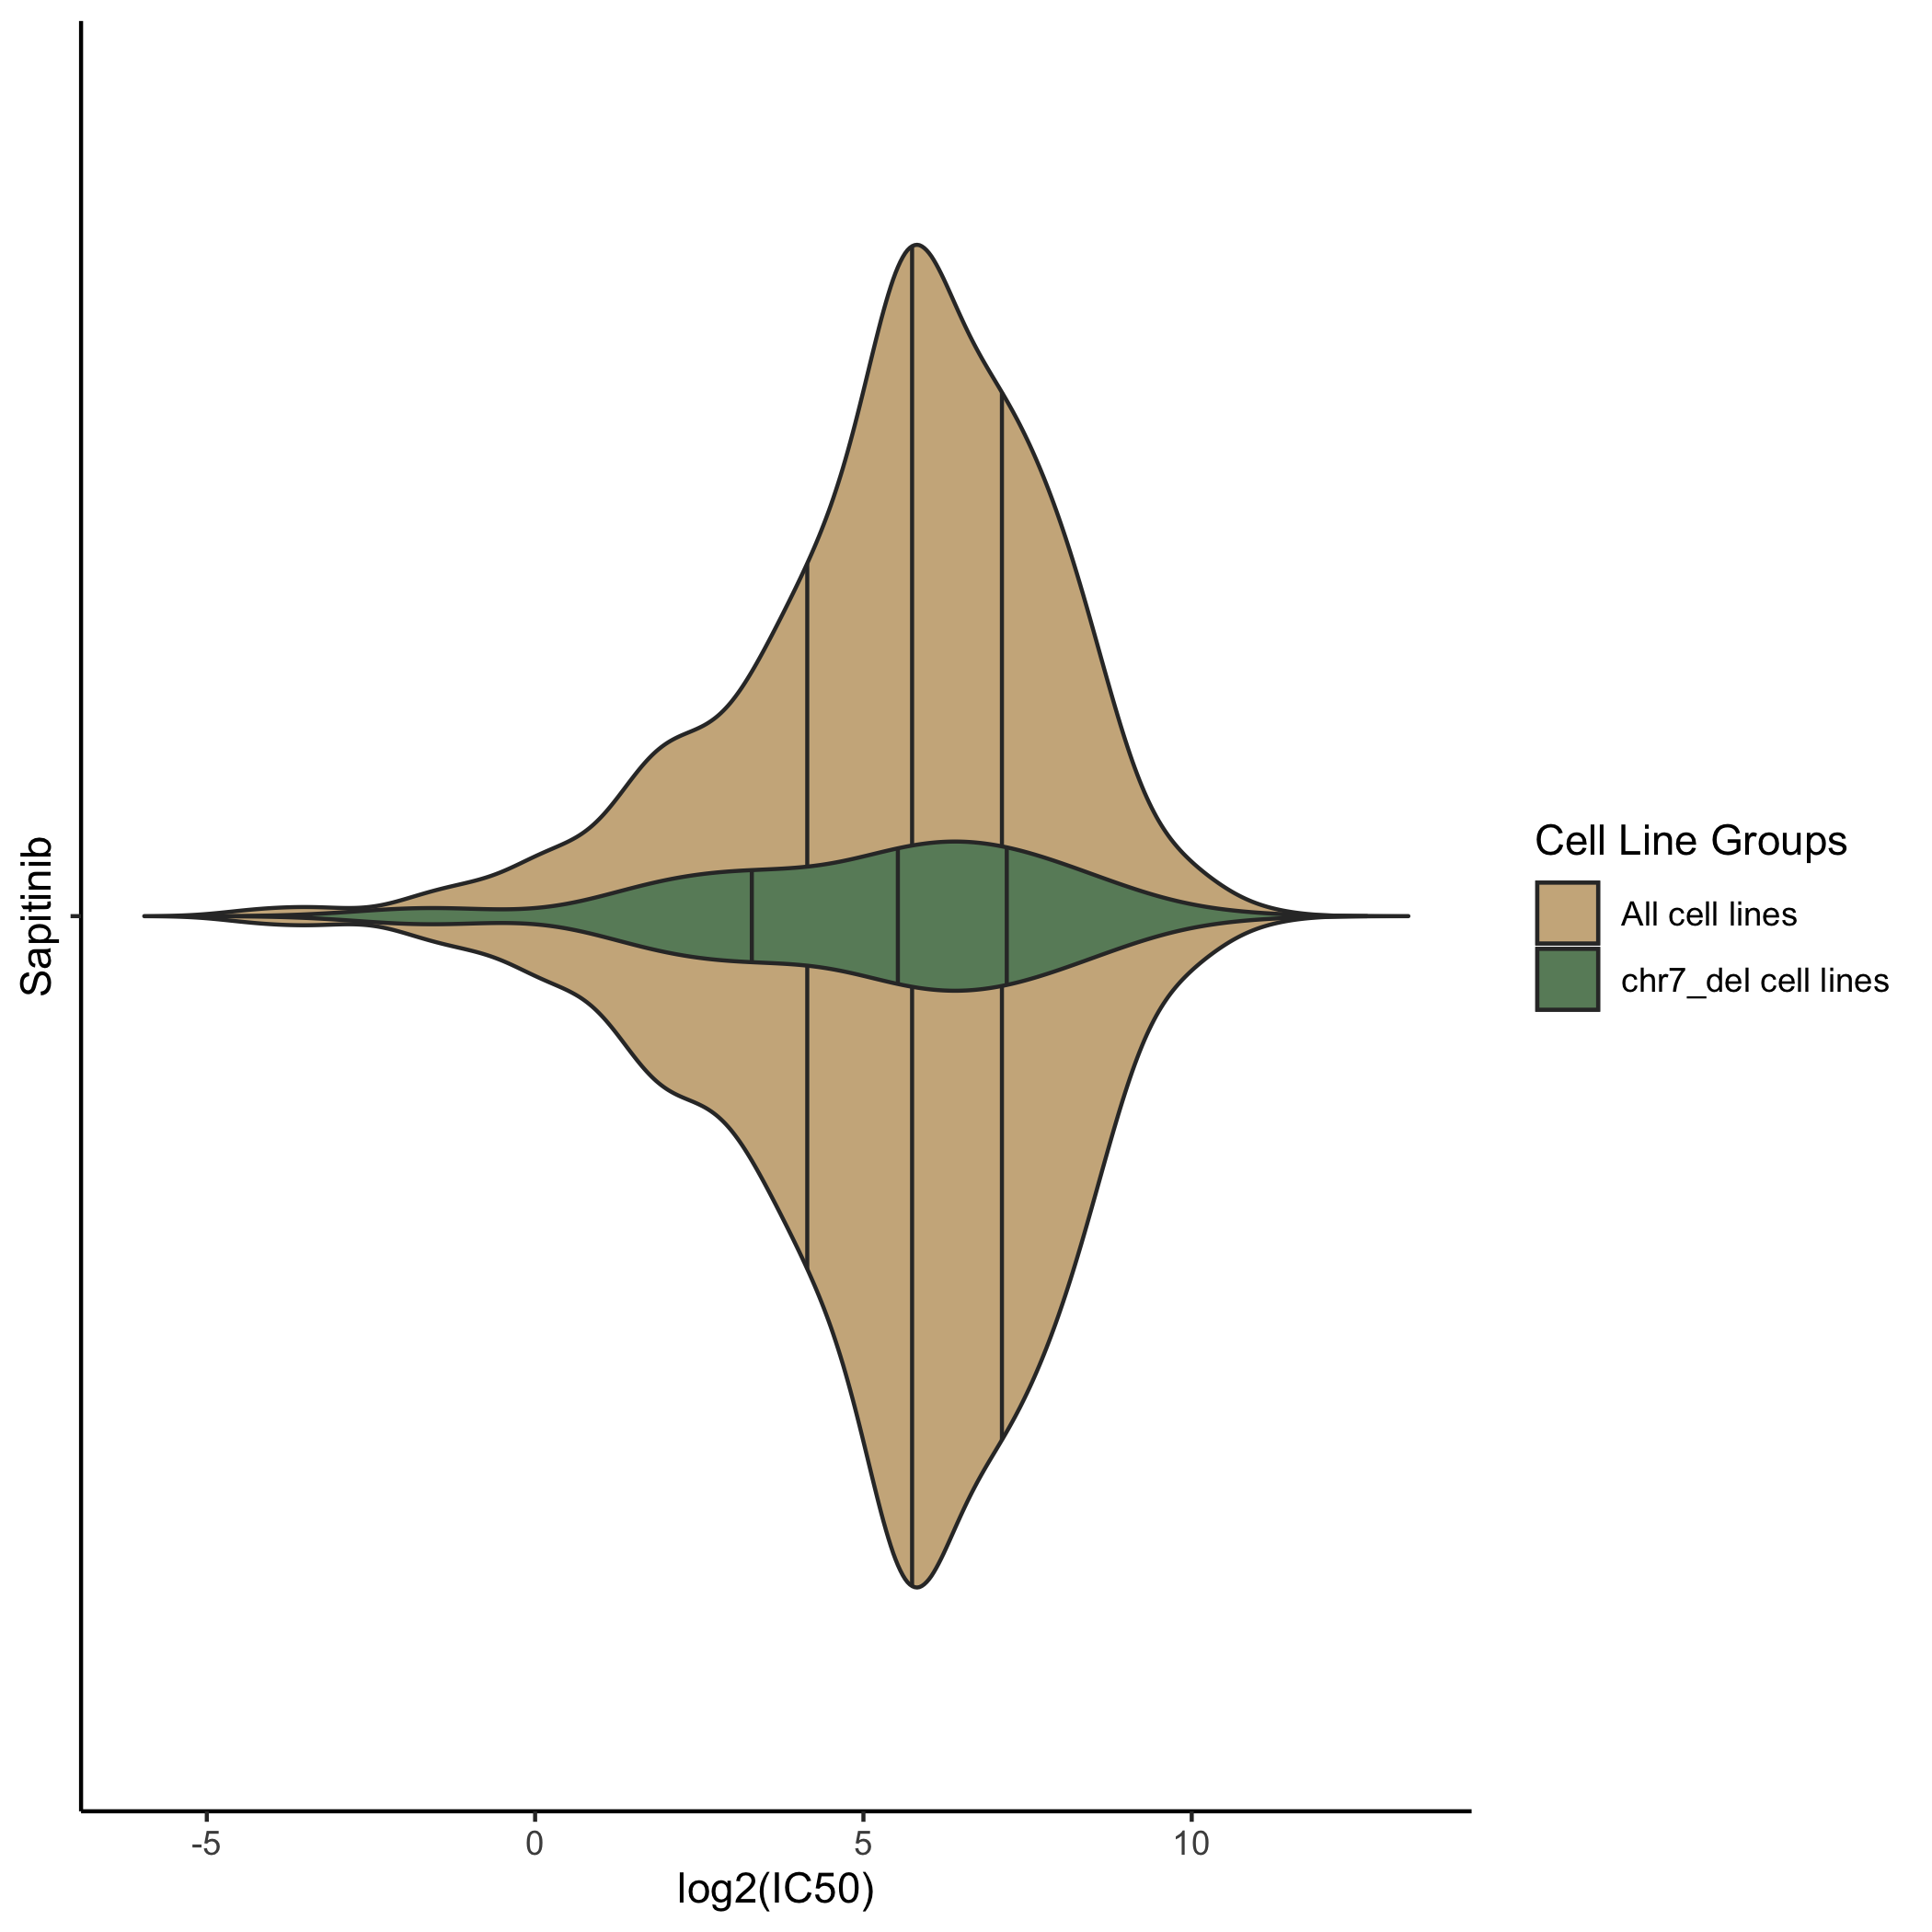 Sapitinib
-5
0
5
10
log2(IC50)
Cell Line Groups
All cell lines
chr7_del cell lines